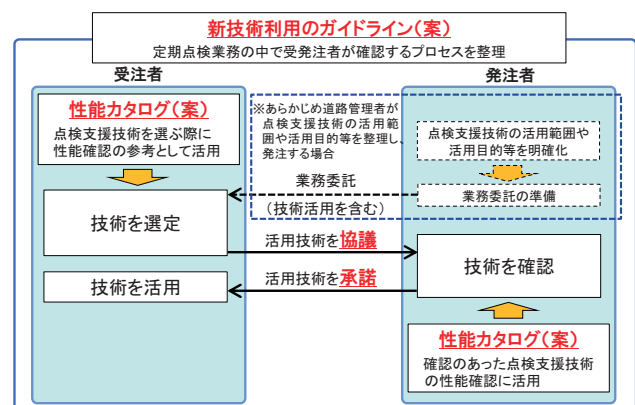 新技術利用のガイドライン(案)
定期点検業務の中で受発注者が確認するプロセスを整理
受注者
発注者
性能カタログ(案)
点検支援技術を選ぶ際に
性能確認の参考として活用
※あらかじめ道路管理者が
点検支援技術の活用範
囲や活用目的等を整理し、
発注する場合
点検支援技術の活用範囲や
活用目的等を明確化
業務委託
(技術活用を含む)
業務委託の準備
技術を選定
活用技術を協議
技術を確認
技術を活用
活用技術を承諾
性能カタログ(案)
確認のあった点検支援技術
の性能確認に活用